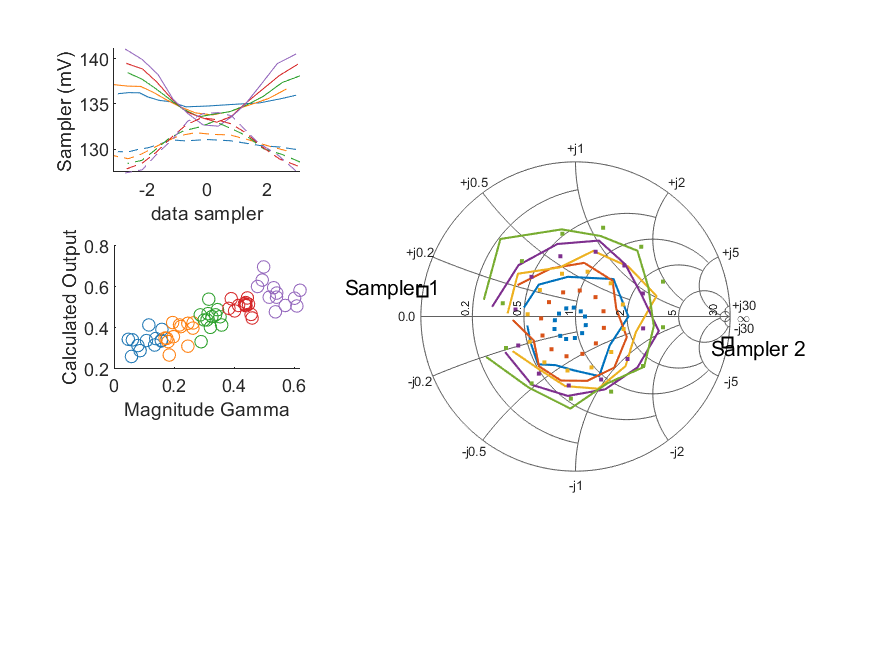 Sampler (mV)
140
135
130
-2
0
2
data sampler
Calculated Output
0.8
0.6
0.4
0.2
0
0.2
0.4
0.6
Magnitude Gamma
+j1
+j0.5
+j2
+j0.2
+j5
Sampler 1
0.0
0.2
0.5
1
2
5
30
+j30
∞
-j30
Sampler 2
-j0.2
-j5
-j0.5
-j2
-j1